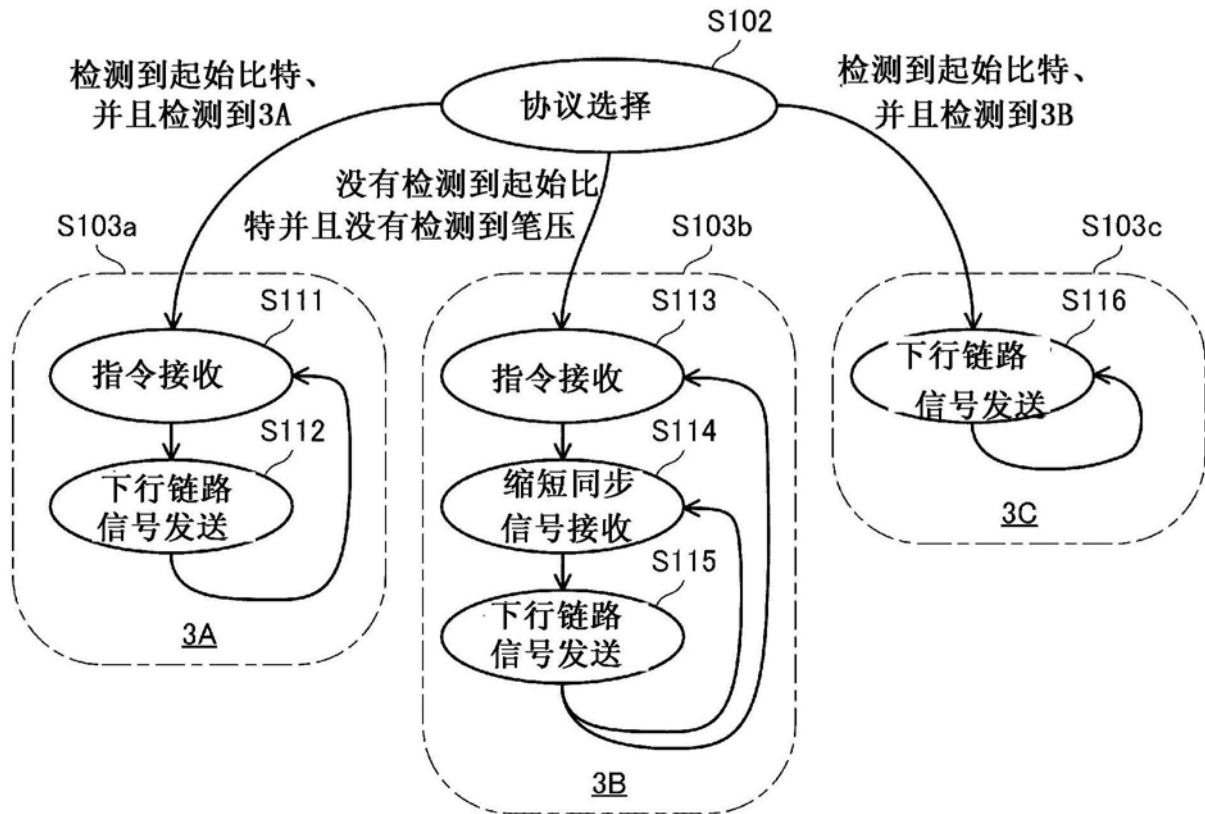 S102
检测到起始比特、
并且检测到3A
协议选择
检测到起始比特、
并且检测到3B
没有检测到起始比
特并且没有检测到笔压
S103a
S103b
S103c
S111
指令接收
S112
下行链路
信号发送
3A
S113
指令接收
S114
缩短同步
信号接收
S115
下行链路
信号发送
3B
S116
下行链路
信号发送
3C